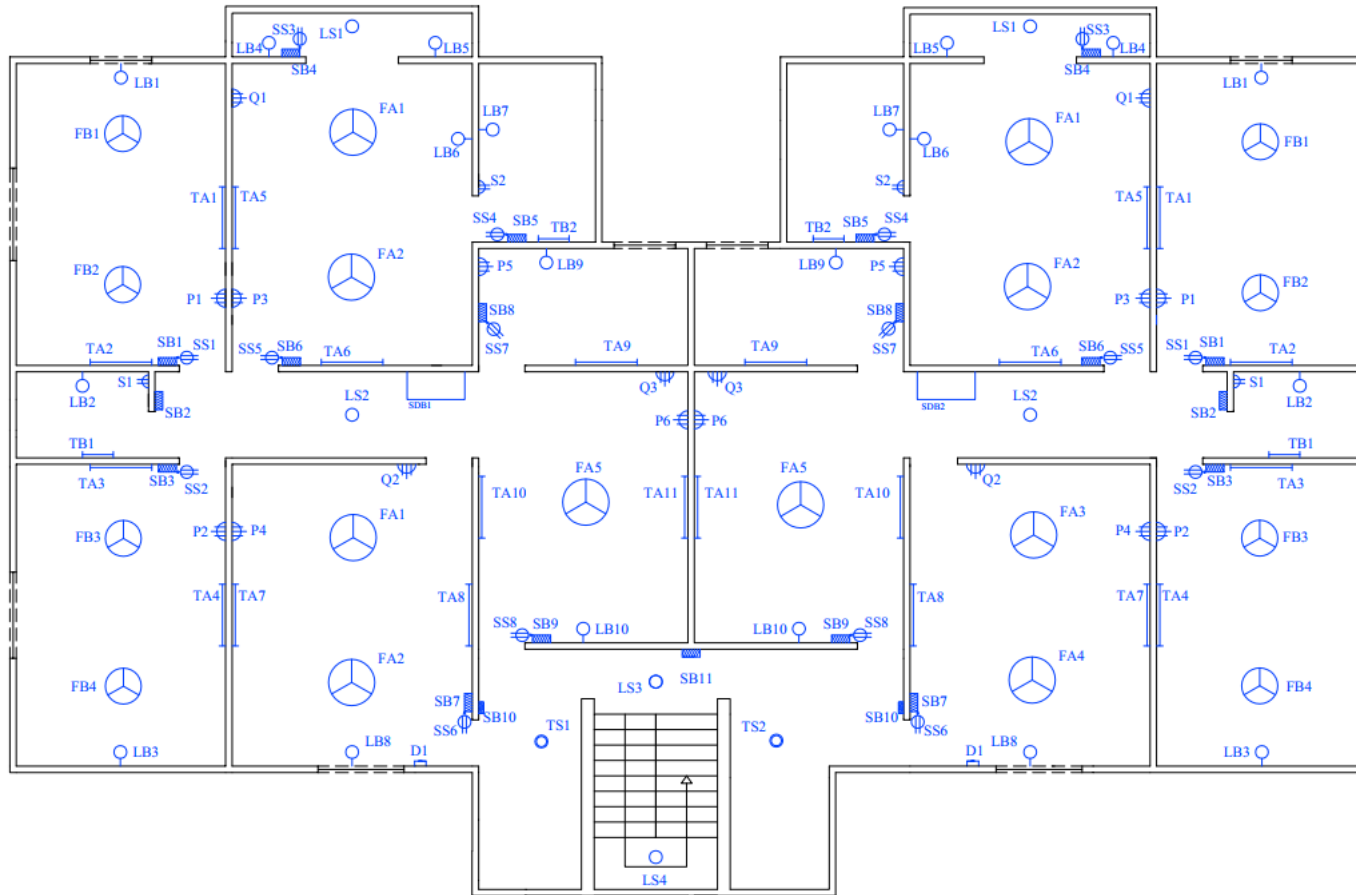 LS1
SS3
LB4
LB5
SB4
LB1
Q1
FA1
FB1
LB7
LB6
S2
TA1
TA5
SS4
SB5
TB2
FA2
FB2
P5
LB9
P1
P3
SB8
SS7
TA2
SB1
SS1
SS5
SB6
TA6
TA9
S1
LB2
SB2
SDB1
Q3
LS2
P6
TB1
TA3
SB3
SS2
Q2
FA5
TA10
TA11
FA1
FB3
P2
P4
TA4
TA7
TA8
SS8
SB9
LB10
FA2
FB4
SB7
SB10
SS6
LB3
LB8
D1
TS1
LS3
SB11
TS2
LS4
LS1
SS3
LB5
LB4
SB4
LB1
Q1
FA1
FB1
LB7
LB6
S2
TA5
TA1
TB2
SB5
SS4
FA2
FB2
LB9
P5
P3
P1
SB8
SS7
TA9
TA6
SB6
SS5
SS1
SB1
TA2
Q3
SDB2
LS2
S1
SB2
LB2
P6
TB1
Q2
SS2
SB3
TA3
FA5
TA11
TA10
FA3
P4
P2
FB3
TA8
TA7
TA4
LB10
SB9
SS8
FA4
FB4
SB10
SB7
SS6
D1
LB8
LB3